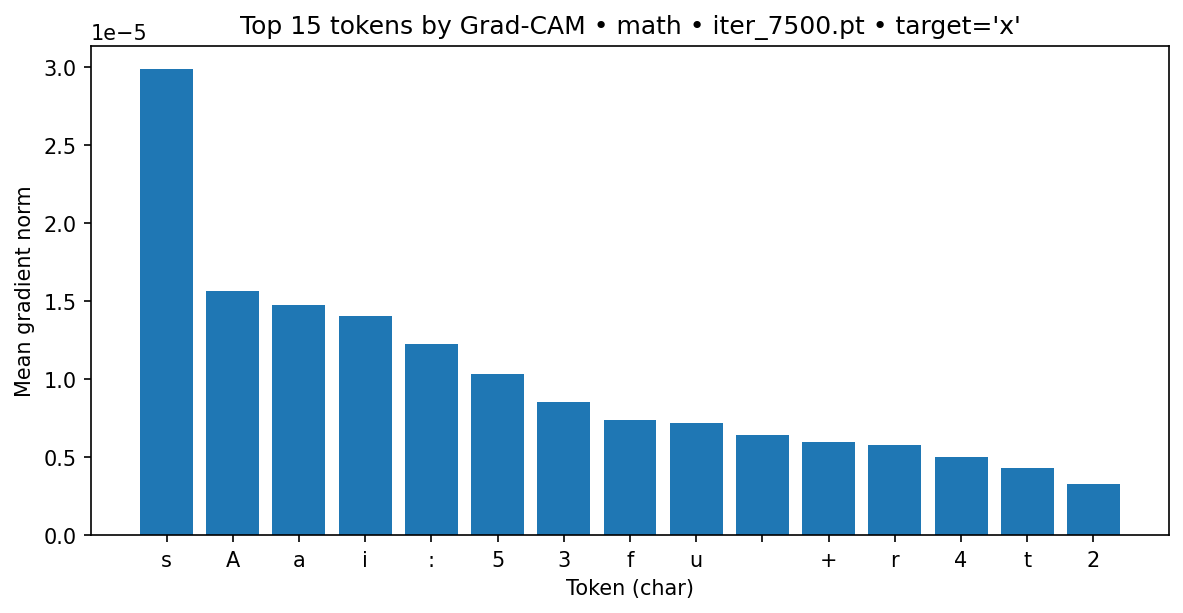 Top 15 tokens by Grad-CAM • math • iter_7500.pt • target='x'
1e−5
3.0
2.5
2.0
1.5
1.0
0.5
0.0
Mean gradient norm
s A a i : 5 3 f u + r 4 t 2
Token (char)